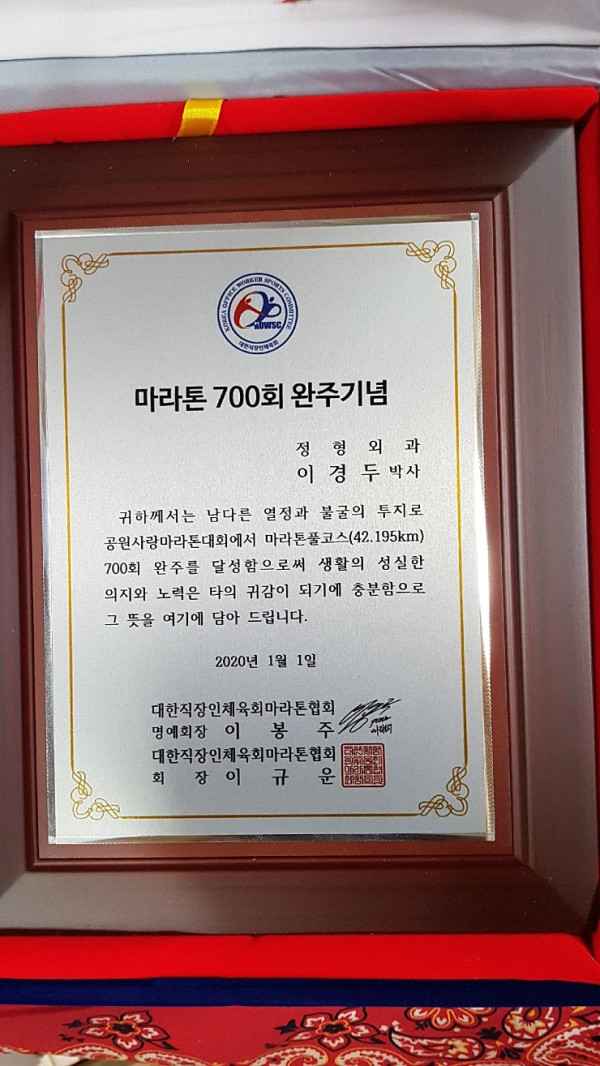 KOREA OFFICE WORKER SPORTS COMMITTEE
KOWSC
대한직장인체육회
마라톤 700회 완주기념
정 형 외 과
이 경 두 박사
귀하께서는 남다른 열정과 불굴의 투지로
공원사랑마라톤대회에서 마라톤풀코스(42.195km)
700회 완주를 달성함으로써 생활의 성실한
의지와 노력은 타의 귀감이 되기에 충분함으로
그 뜻을 여기에 담아 드립니다.
2020년 1월 1일
대한직장인체육회마라톤협회
명예회장 이 봉 주
대한직장인체육회마라톤협회
회 장 이 규 운